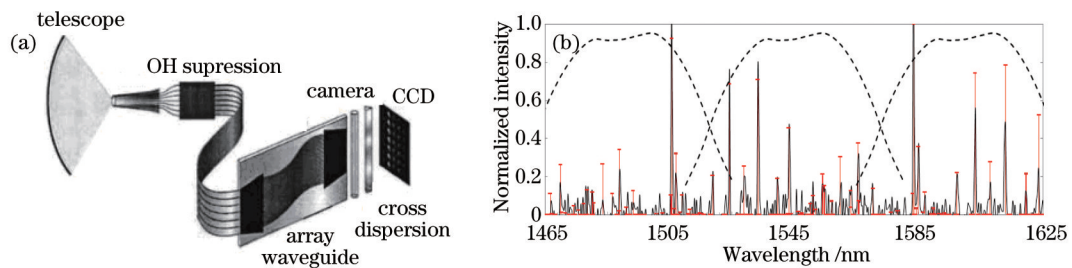 telescope
(a)
OH supression
camera
CCD
cross
dispersion
array
waveguide
(b)
Normalized intensity
1.0
0.8
0.6
0.4
0.2
0
1465
1505
1545
1585
1625
Wavelength /nm